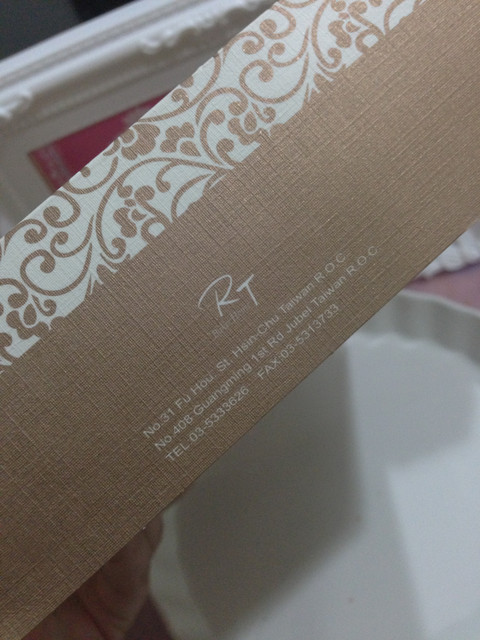 RT
No.31 Fu Hou. St. Hsin-Chu Taiwan R.O.C.
No.406 Guangming 1st Rd Jubei Taiwan R.O.C.
TEL.03-5333626 FAX:03-5313733